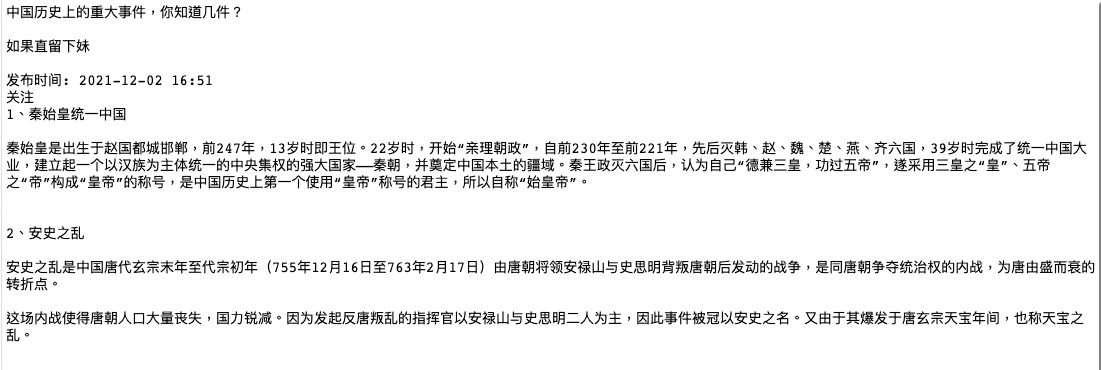 中国历史上的重大事件，你知道几件？
如果直留下妹
发布时间: 2021-12-02 16:51
关注
1、秦始皇统一中国
秦始皇是出生于赵国都城邯郸，前247年，13岁时即王位。22岁时，开始“亲理朝政”，自前230年至前221年，先后灭韩、赵、魏、楚、燕、齐六国，39岁时完成了统一中国大
业，建立起一个以汉族为主体统一的中央集权的强大国家——秦朝，并奠定中国本土的疆域。秦王政灭六国后，认为自己“德兼三皇，功过五帝”，遂采用三皇之“皇”、五帝
之“帝”构成“皇帝”的称号，是中国历史上第一个使用“皇帝”称号的君主，所以自称“始皇帝”。
2、安史之乱
安史之乱是中国唐代玄宗末年至代宗初年（755年12月16日至763年2月17日）由唐朝将领安禄山与史思明背叛唐朝后发动的战争，是同唐朝争夺统治权的内战，为唐由盛而衰的
转折点。
这场内战使得唐朝人口大量丧失，国力锐减。因为发起反唐叛乱的指挥官以安禄山与史思明二人为主，因此事件被冠以安史之名。又由于其爆发于唐玄宗天宝年间，也称天宝之
乱。